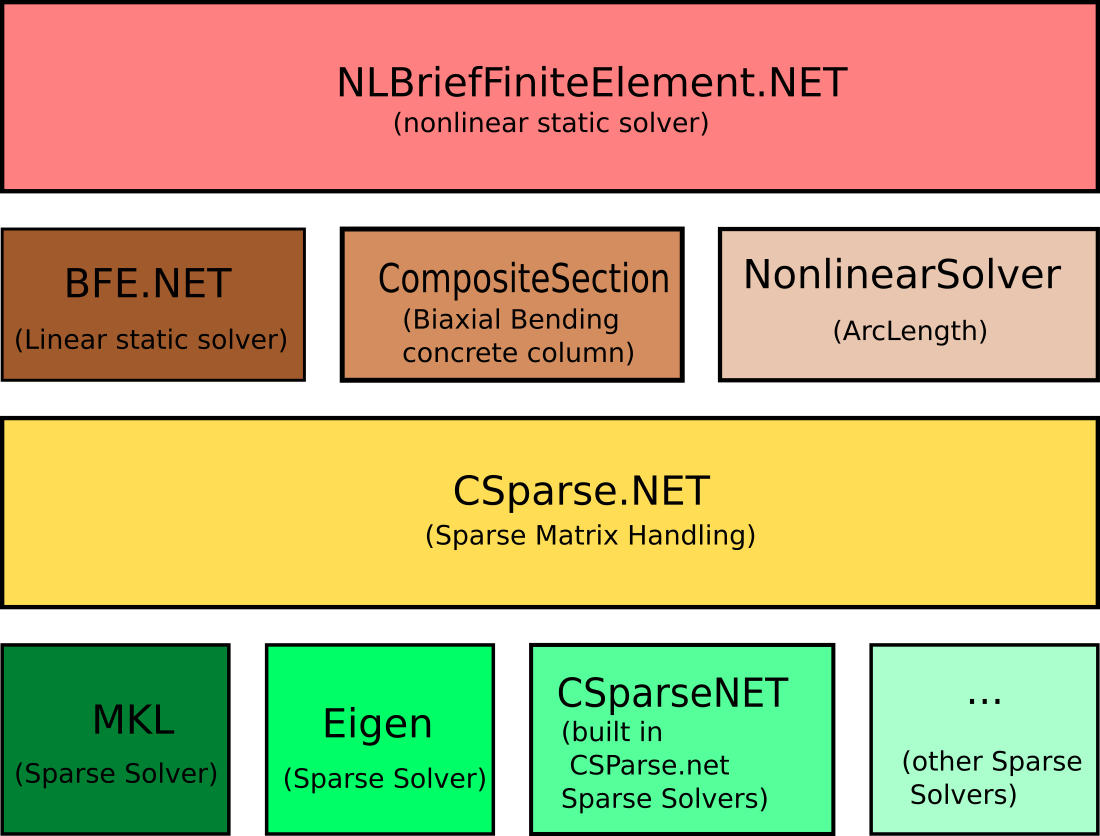 NLBriefFiniteElement.NET
(nonlinear static solver)
BFE.NET
(Linear static solver)
CompositeSection
(Biaxial Bending
concrete column)
NonlinearSolver
(ArcLength)
CSparse.NET
(Sparse Matrix Handling)
MKL
(Sparse Solver)
Eigen
(Sparse Solver)
CSparseNET
(built in
CSParse.net
Sparse Solvers)
...
(other Sparse
Solvers)